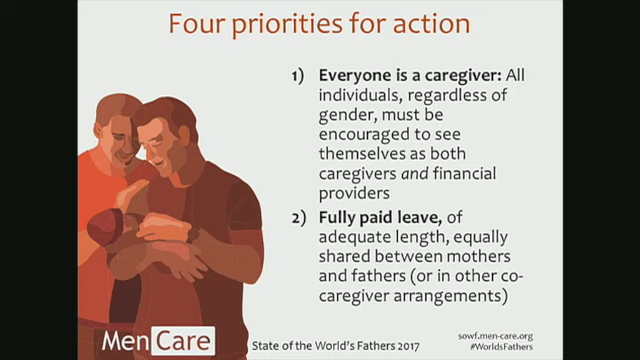 Four priorities for action
1) Everyone is a caregiver: All
individuals, regardless of
gender, must be
encouraged to see
themselves as both
caregivers and financial
providers
2) Fully paid leave, of
adequate length, equally
shared between mothers
and fathers (or in other co-
caregiver arrangements)
MenCare
State of the World's Fathers 2017
sowf.men-care.org
#WorldsFathers